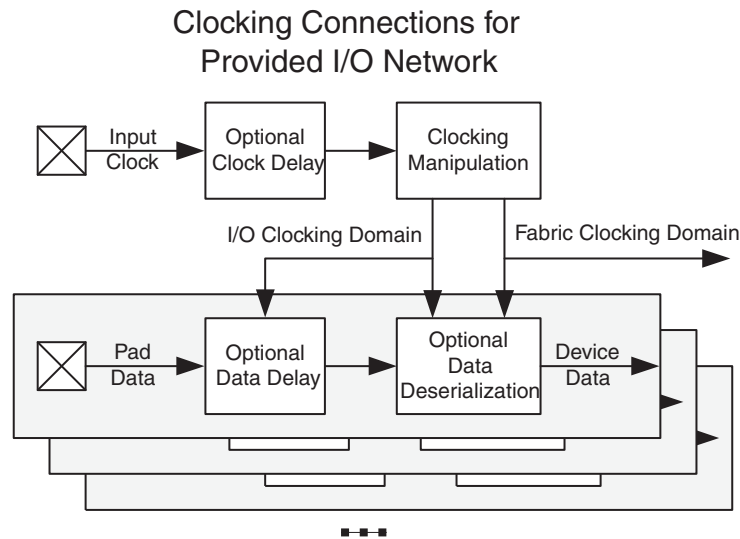 Clocking Connections for
Provided I/O Network
Input
Clock
Optional
Clock Delay
Clocking
Manipulation
I/O Clocking Domain
Fabric Clocking Domain
Pad
Data
Optional
Data Delay
Optional
Data
Deserialization
Device
Data